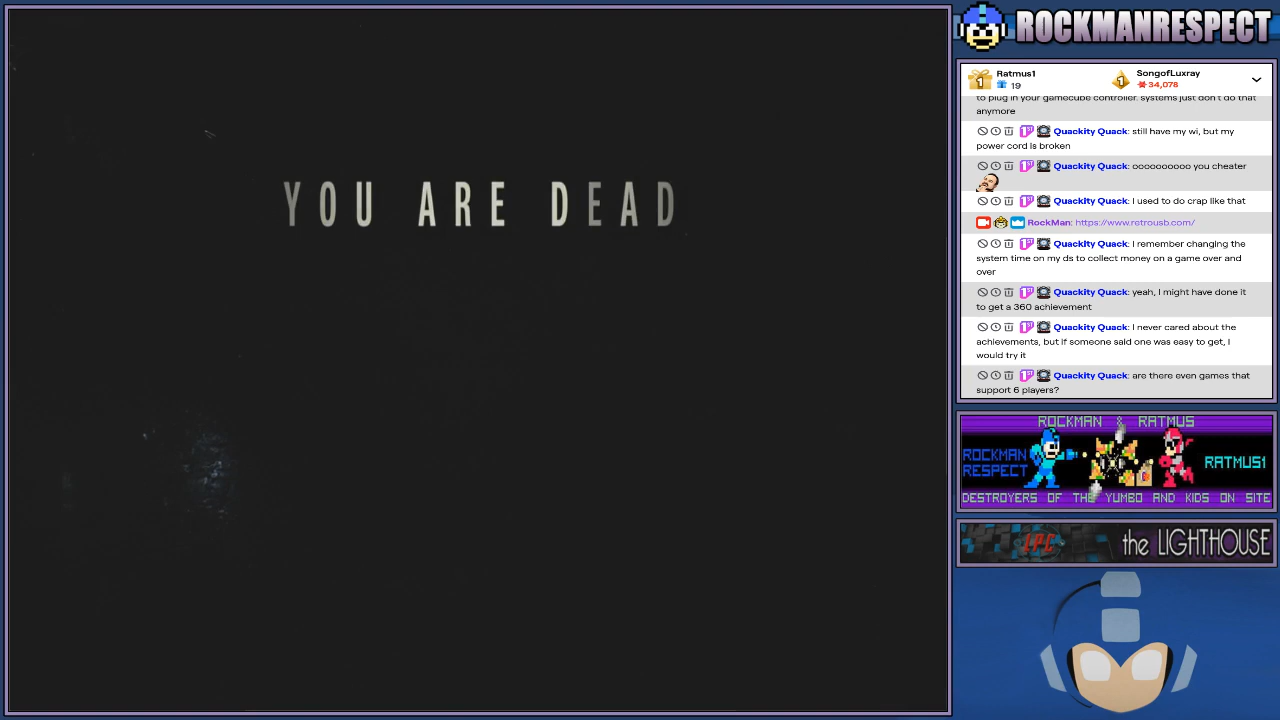 YOU ARE DEAD
ROCKMANRESPECT
Ratmus1
19
SongofLuxray
34,078
to plug in your gamecube controller. systems just don't do that
anymore
Quackity Quack: still have my wi, but my
power cord is broken
Quackity Quack: oooooooooo you cheater
Quackity Quack: I used to do crap like that
RockMan: https://www.retrousb.com/
Quackity Quack: I remember changing the
system time on my ds to collect money on a game over and
over
Quackity Quack: yeah, I might have done it
to get a 360 achievement
Quackity Quack: I never cared about the
achievements, but if someone said one was easy to get, I
would try it
Quackity Quack: are there even games that
support 6 players?
ROCKMAN & RATMUS
ROCKMAN
RESPECT
RATMUS1
DESTROYERS OF THE YUMBO AND KIDS ON SITE
LPC
the LIGHTHOUSE